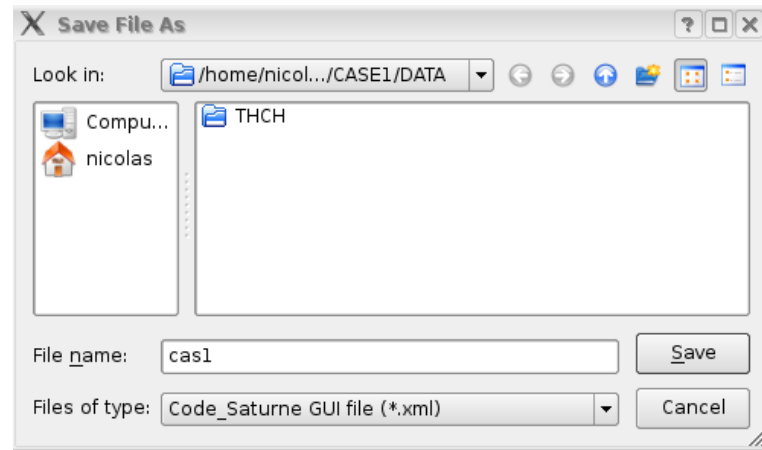 Save File As
Look in: /home/nicol.../CASE1/DATA
Compu...
nicolas
THCH
File name: cas1 Save
Files of type: Code_Saturne GUI file (*.xml) Cancel